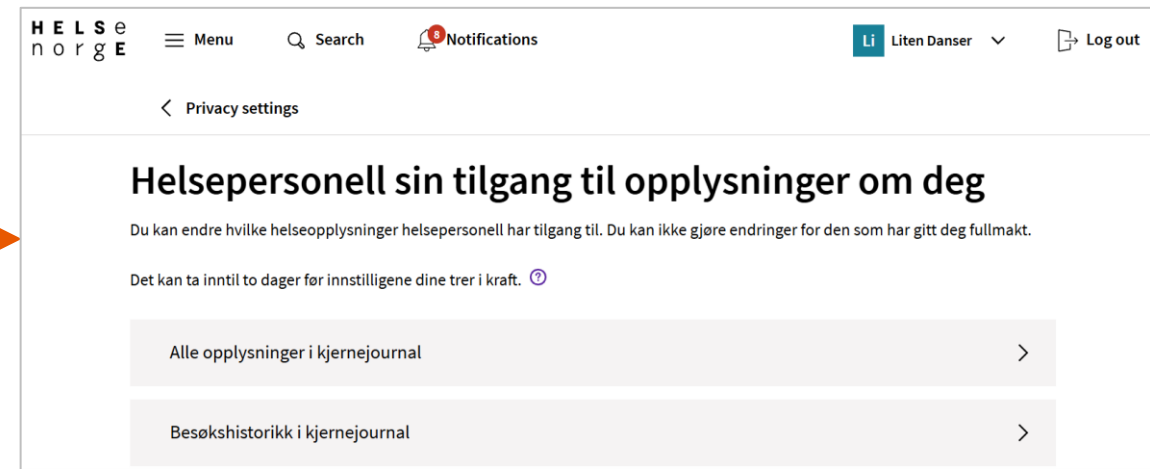 HELSe
norgE
Menu
Search
8
Notifications
Li
Liten Danser
Log out
Privacy settings
Helsepersonell sin tilgang til opplysninger om deg
Du kan endre hvilke helseopplysninger helsepersonell har tilgang til. Du kan ikke gjøre endringer for den som har gitt deg fullmakt.
Det kan ta inntil to dager før innstilligene dine trer i kraft. ?
Alle opplysninger i kjernejournal
Besøkshistorikk i kjernejournal